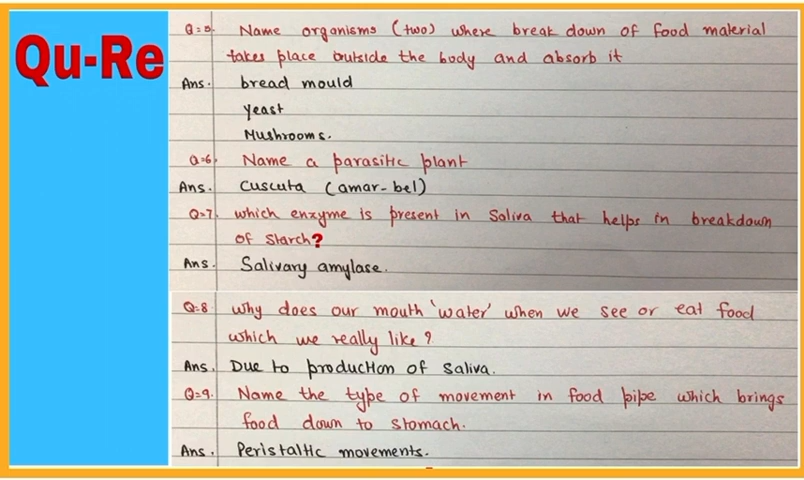 Qu-Re
Q=5. Name organisms (two) where break down of food material
takes place outside the body and absorb it
Ans. bread mould
yeast
Mushrooms.
Q=6. Name a parasitic plant
Ans. Cuscuta (amar-bel)
Q=7. which enzyme is present in Saliva that helps in breakdown
of starch?
Ans. Salivary amylase.
Q=8. why does our mouth 'water' when we see or eat food
which we really like?
Ans. Due to production of saliva.
Q=9. Name the type of movement in food pipe which brings
food down to stomach.
Ans. Peristaltic movements.